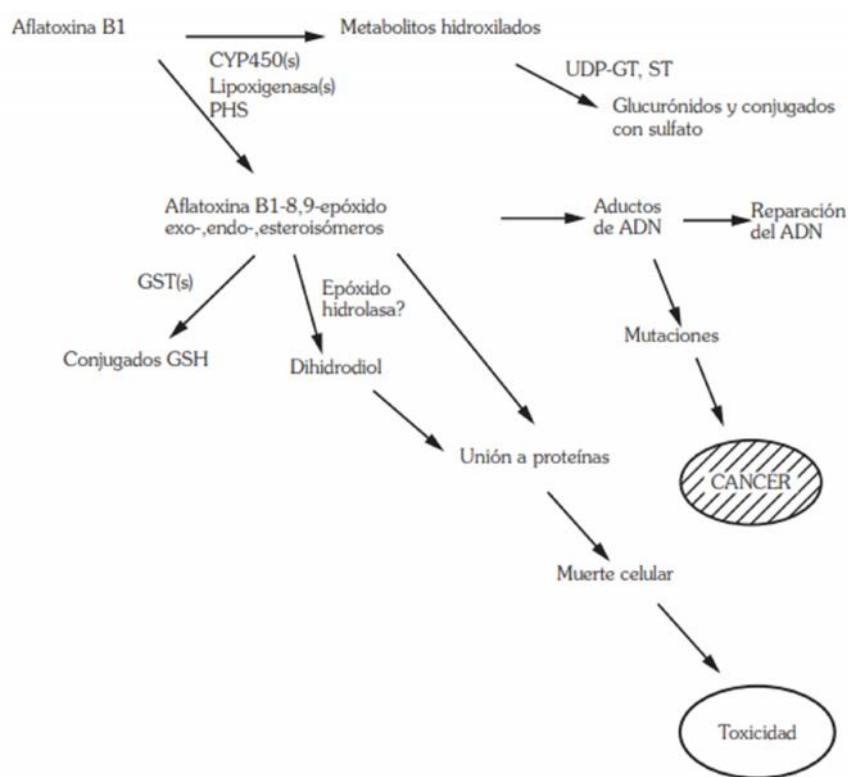 Aflatoxina B1
Metabolitos hidroxilados
CYP450(s)
Lipoxigenasa(s)
PHS
UDP-GT, ST
Glucurónidos y conjugados
con sulfato
Aflatoxina B1-8,9-epóxido
exo-,endo-,esteroisómeros
Aductos
de ADN
Reparación
del ADN
GST(s)
Epóxido
hidrolasa?
Mutaciones
Conjugados GSH
Dihidrodiol
Unión a proteínas
CANCER
Muerte celular
Toxicidad